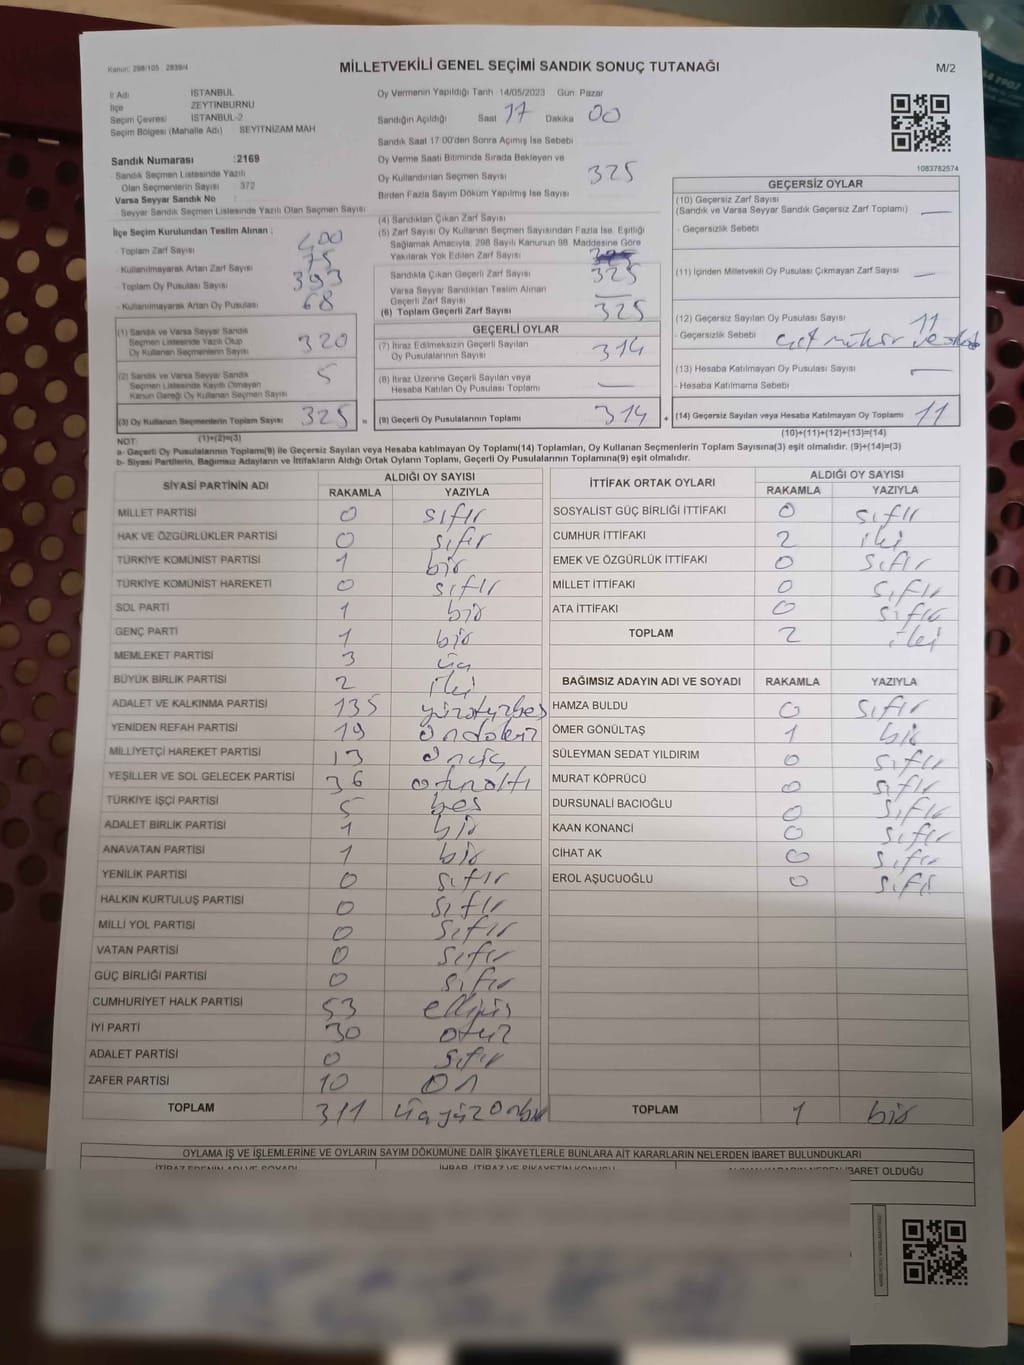 Kanun: 298/105 2839/4
MİLLETVEKİLİ GENEL SEÇİMİ SANDIK SONUÇ TUTANAĞI
M/2
İl Adı İSTANBUL
İlçe ZEYTİNBURNU
Seçim Çevresi İSTANBUL-2
Seçim Bölgesi (Mahalle Adı) SEYİTNİZAM MAH
Sandık Numarası :2169
Sandık Seçmen Listesinde Yazılı
Olan Seçmenlerin Sayısı : 372
Varsa Seyyar Sandık No :
Seyyar Sandık Seçmen Listesinde Yazılı Olan Seçmen Sayısı
İlçe Seçim Kurulundan Teslim Alınan :
Toplam Zarf Sayısı 400
Kullanılmayarak Artan Zarf Sayısı 75
Toplam Oy Pusulası Sayısı 393
Kullanılmayarak Artan Oy Pusulası 68
(1) Sandık ve Varsa Seyyar Sandık
Seçmen Listesinde Yazılı Olup
Oy Kullanan Seçmenlerin Sayısı 320
(2) Sandık ve Varsa Seyyar Sandık
Seçmen Listesinde Kayıtlı Olmayan
Kanun Gereği Oy Kullanan Seçmen Sayısı 5
(3) Oy Kullanan Seçmenlerin Toplam Sayısı 325
(1)+(2)=(3)
Oy Vermenin Yapıldığı Tarih 14/05/2023 Gün: Pazar
Sandığın Açıldığı Saat 17 Dakika 00
Sandık Saat 17:00'den Sonra Açımış İse Sebebi
Oy Verme Saati Bitiminde Sırada Bekleyen ve
Oy Kullandırılan Seçmen Sayısı 325
Birden Fazla Sayım Döküm Yapılmış İse Sayısı
(4) Sandıktan Çıkan Zarf Sayısı
(5) Zarf Sayısı Oy Kullanan Seçmenden Fazla İse, Eşitliği
Sağlamak Amacıyla, 298 Sayılı Kanunun 98. Maddesine Göre
Yakılarak Yok Edilen Zarf Sayısı
Sandıkta Çıkan Geçerli Zarf Sayısı 325
Varsa Seyyar Sandıktan Teslim Alınan
Geçerli Zarf Sayısı —
(6) Toplam Geçerli Zarf Sayısı 325
GEÇERLİ OYLAR
(7) İtiraz Edilmeksizin Geçerli Sayılan
Oy Pusulalarının Sayısı 314
(8) İtiraz Üzerine Geçerli Sayılan veya
Hesaba Katılan Oy Pusulası Toplamı —
= (9) Geçerli Oy Pusulalarının Toplamı 314
1083782574
GEÇERSİZ OYLAR
(10) Geçersiz Zarf Sayısı
(Sandık ve Varsa Seyyar Sandık Geçersiz Zarf Toplamı) —
- Geçersizlik Sebebi
(11) İçinden Milletvekili Oy Pusulası Çıkmayan Zarf Sayısı —
(12) Geçersiz Sayılan Oy Pusulası Sayısı 11
- Geçersizlik Sebebi
(13) Hesaba Katılmayan Oy Pusulası Sayısı —
- Hesaba Katılmama Sebebi
+ (14) Geçersiz Sayılan veya Hesaba Katılmayan Oy Toplamı 11
(10)+(11)+(12)+(13)=(14)
NOT:
a- Geçerli Oy Pusulaları Toplamı(9) ile Geçersiz Sayılan veya Hesaba katılmayan Oy Toplamı(14) Toplamları, Oy Kullanan Seçmenlerin Toplam Sayısına(3) eşit olmalıdır. (9)+(14)=(3)
b- Siyasi Partilerin, Bağımsız Adayların ve İttifakların Aldığı Ortak Oyların Toplamı, Geçerli Oy Pusulalarının Toplamına(9) eşit olmalıdır.
SİYASİ PARTİNİN ADI ALDIĞI OY SAYISI
RAKAMLA YAZIYLA
MİLLET PARTİSİ 0 sıfır
HAK VE ÖZGÜRLÜKLER PARTİSİ 0 sıfır
TÜRKİYE KOMÜNİST PARTİSİ 1 bir
TÜRKİYE KOMÜNİST HAREKETİ 0 sıfır
SOL PARTİ 1 bir
GENÇ PARTİ 1 bir
MEMLEKET PARTİSİ 3 üç
BÜYÜK BİRLİK PARTİSİ 2 iki
ADALET VE KALKINMA PARTİSİ 135 yüzotuzbeş
YENİDEN REFAH PARTİSİ 19 ondokuz
MİLLİYETÇİ HAREKET PARTİSİ 13 onüç
YEŞİLLER VE SOL GELECEK PARTİSİ 36 otuzaltı
TÜRKİYE İŞÇİ PARTİSİ 5 beş
ADALET BİRLİK PARTİSİ 1 bir
ANAVATAN PARTİSİ 1 bir
YENİLİK PARTİSİ 0 sıfır
HALKIN KURTULUŞ PARTİSİ 0 sıfır
MİLLİ YOL PARTİSİ 0 sıfır
VATAN PARTİSİ 0 sıfır
GÜÇ BİRLİĞİ PARTİSİ 0 sıfır
CUMHURİYET HALK PARTİSİ 53 elliüç
İYİ PARTİ 30 otuz
ADALET PARTİSİ 0 sıfır
ZAFER PARTİSİ 10 on
TOPLAM 311 üçyüzonbir
İTTİFAK ORTAK OYLARI ALDIĞI OY SAYISI
RAKAMLA YAZIYLA
SOSYALİST GÜÇ BİRLİĞİ İTTİFAKI 0 sıfır
CUMHUR İTTİFAKI 2 iki
EMEK VE ÖZGÜRLÜK İTTİFAKI 0 sıfır
MİLLET İTTİFAKI 0 sıfır
ATA İTTİFAKI 0 sıfır
TOPLAM 2 iki
BAĞIMSIZ ADAYIN ADI VE SOYADI RAKAMLA YAZIYLA
HAMZA BULDU 0 sıfır
ÖMER GÖNÜLTAŞ 1 bir
SÜLEYMAN SEDAT YILDIRIM 0 sıfır
MURAT KÖPRÜCÜ 0 sıfır
DURSUNALİ BACIOĞLU 0 sıfır
KAAN KONANCİ 0 sıfır
CİHAT AK 0 sıfır
EROL AŞUCUOĞLU 0 sıfır
TOPLAM 1 bir
OYLAMA İŞ VE İŞLEMLERİNE VE OYLARIN SAYIM DÖKÜMÜNE DAİR ŞİKAYETLERLE BUNLARA AİT KARARLARIN NELERDEN İBARET BULUNDUKLARI
İBARET OLDUĞU